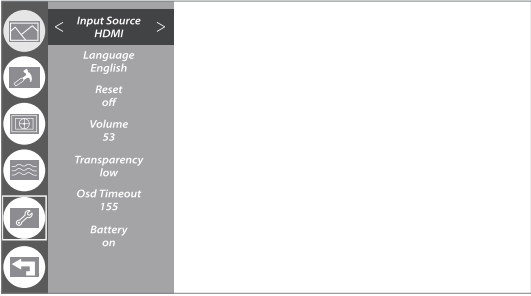 Input Source
< HDMI >
Language
English
Reset
off
Volume
53
Transparency
low
Osd Timeout
155
Battery
on